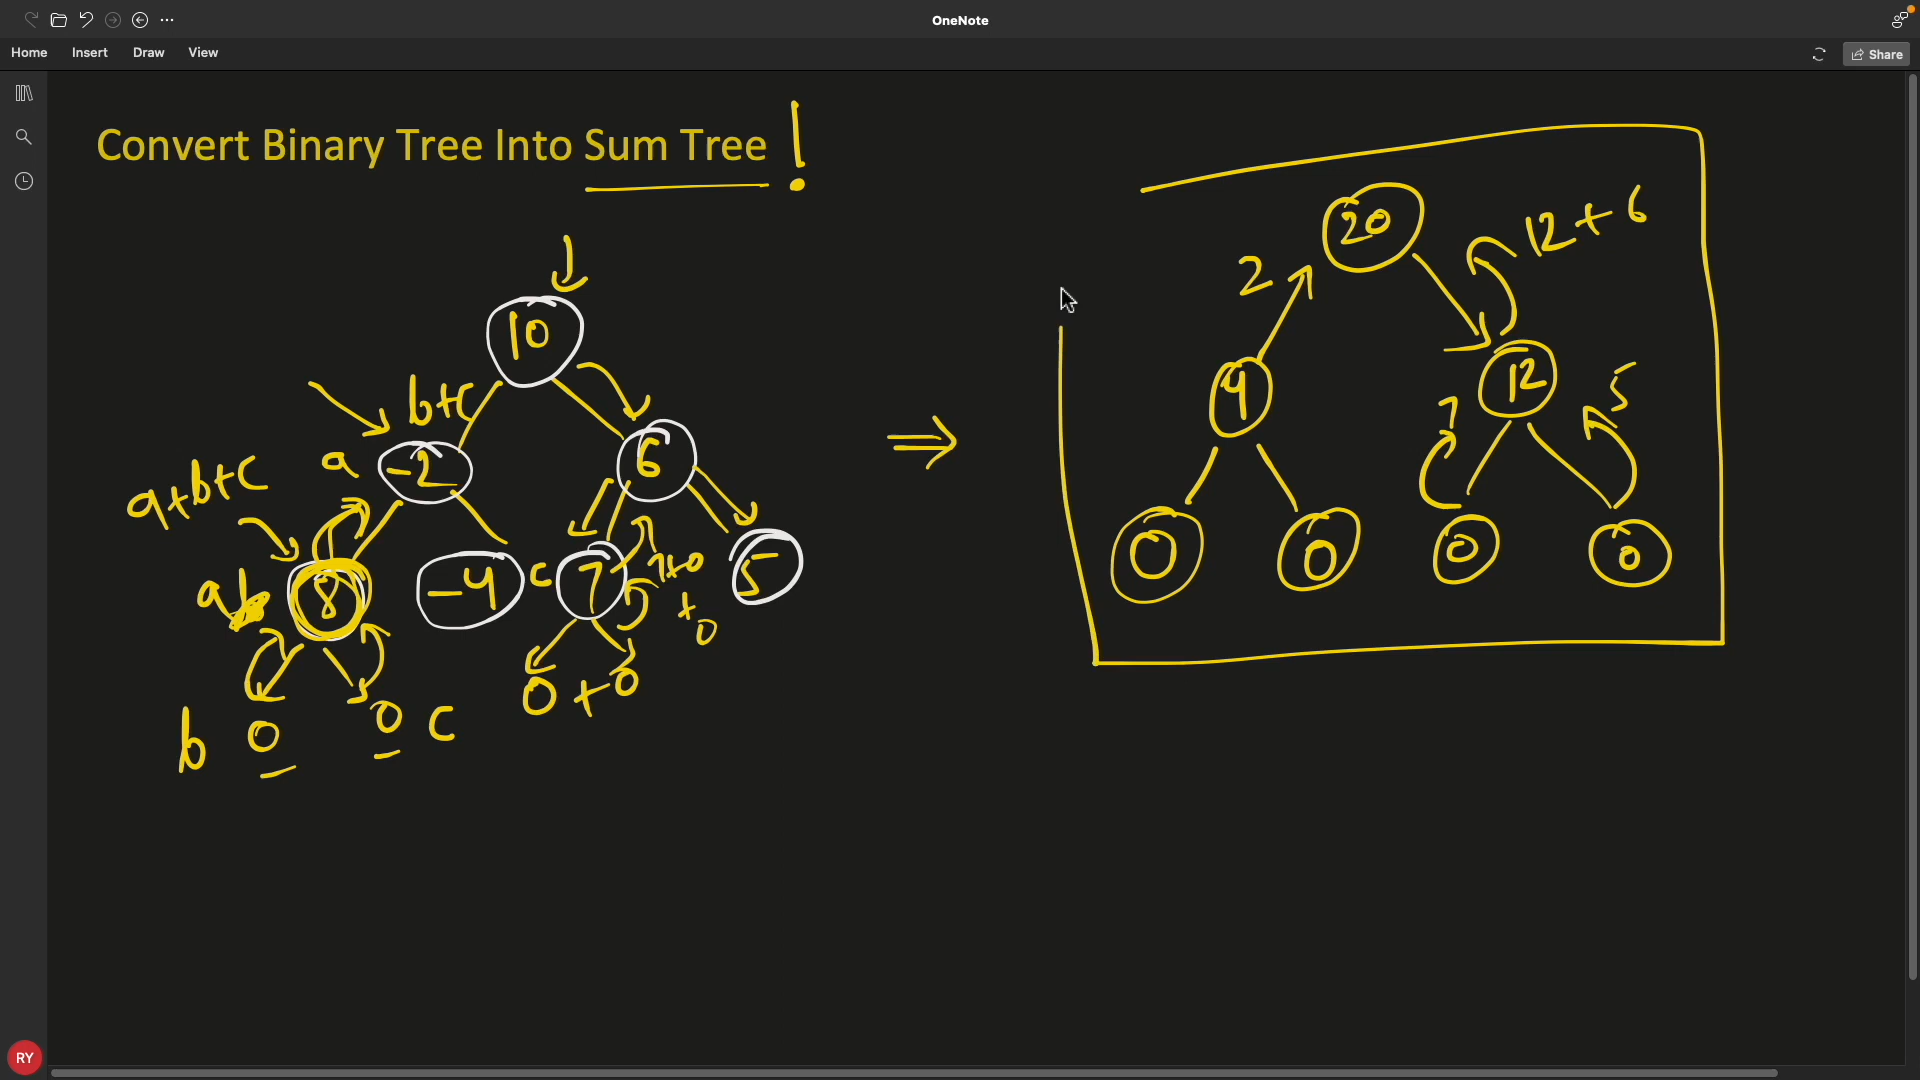 OneNote
Home Insert Draw View
Share
Convert Binary Tree Into Sum Tree !
20
12 + 6
2
10
b+c
4
12
5
7
a
-2
6
a+b+c
8
-4
c
7
7+0
+
0
5
0
0
0
0
a
b
0
0
c
0 + 0
RY